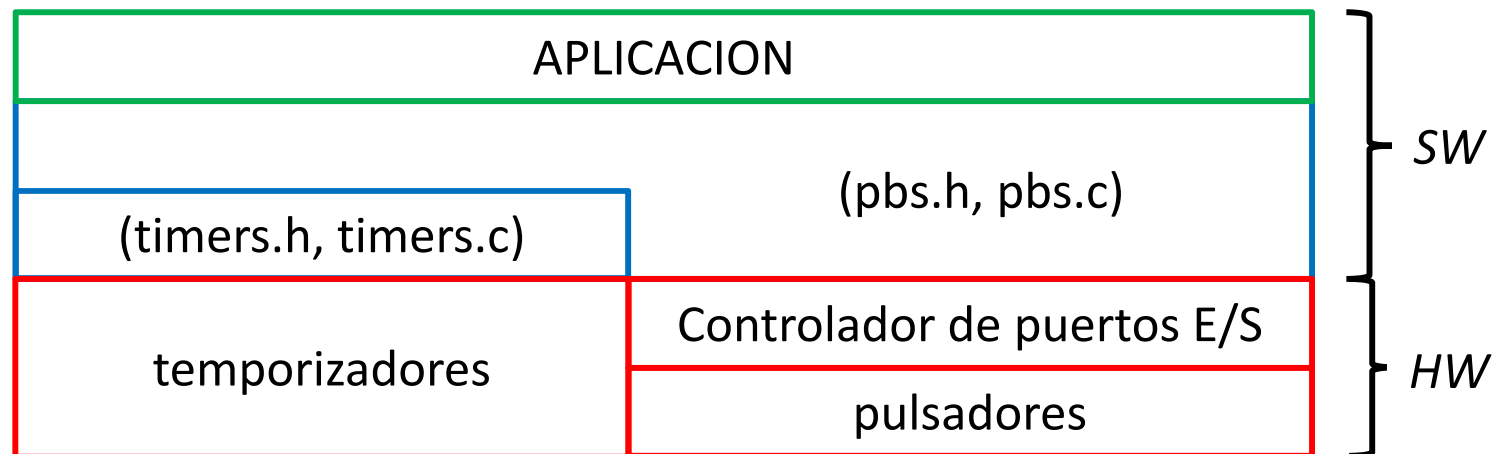 APLICACION
SW
(pbs.h, pbs.c)
(timers.h, timers.c)
Controlador de puertos E/S
temporizadores
HW
pulsadores